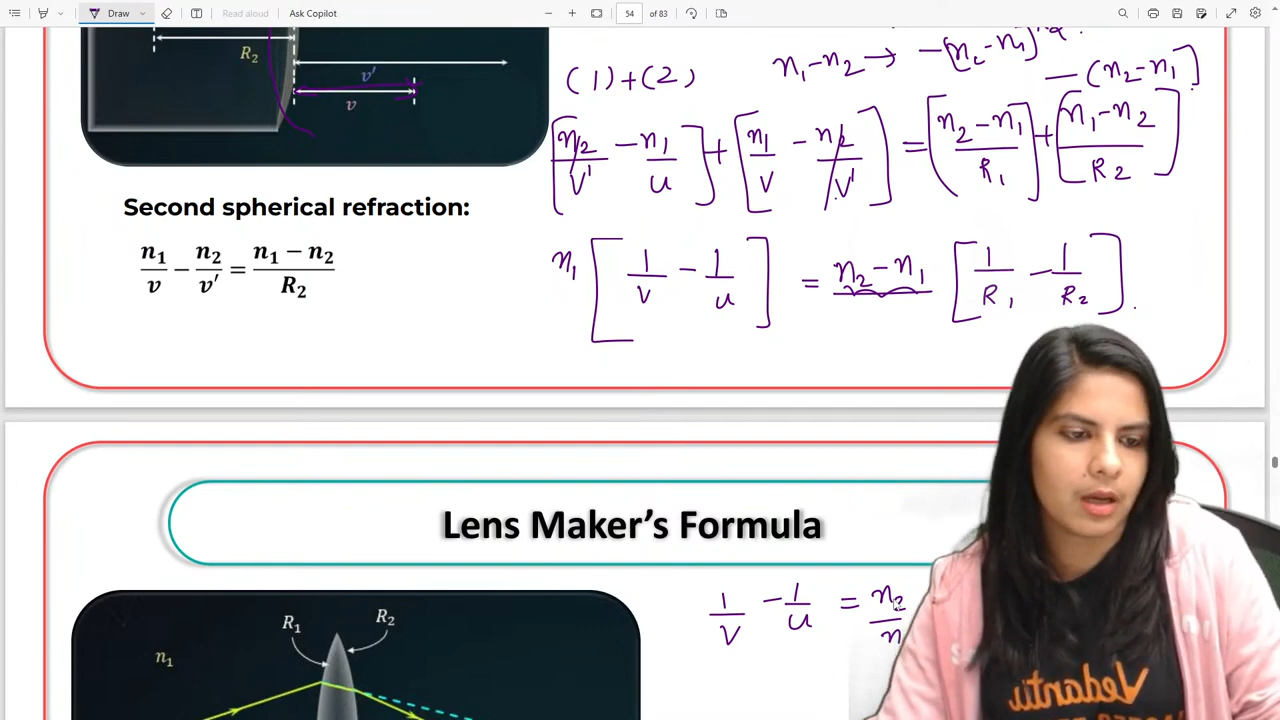 Draw
Read aloud
Ask Copilot
54
of 83
R₂
v'
v
(1)+(2)
n₁-n₂ → -[n₂-n₁]
-(n₂-n₁)
[n₂/v' - n₁/u] + [n₁/v - n₂/v'] = [n₂-n₁/R₁] + [n₁-n₂/R₂]
Second spherical refraction:
n₁/v - n₂/v' = n₁ - n₂/R₂
n₁ [1/v - 1/u] = n₂-n₁ [1/R₁ - 1/R₂].
Lens Maker's Formula
1/v - 1/u = n₂/n
R₁
R₂
n₁
Vedantu